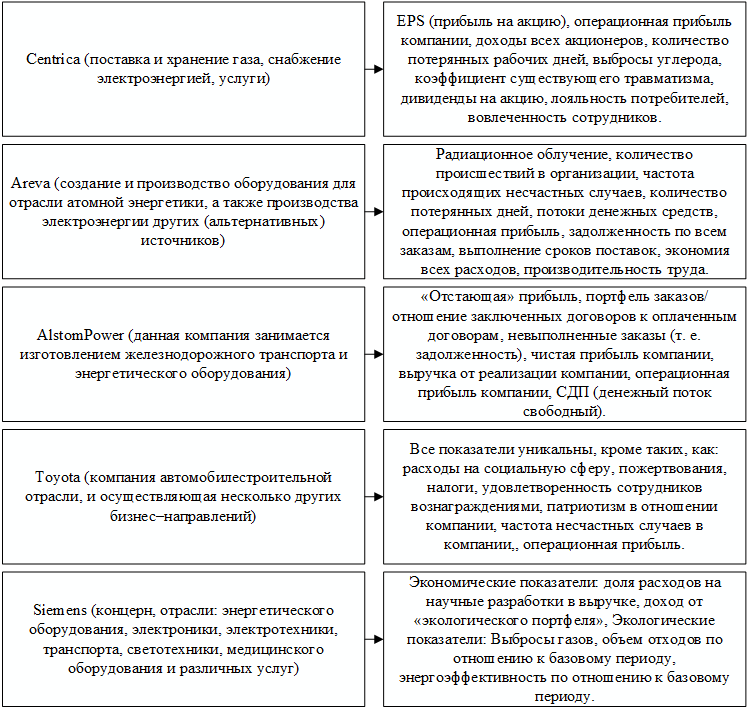 Centrica (поставка и хранение газа, снабжение
электроэнергией, услуги)
EPS (прибыль на акцию), операционная прибыль
компании, доходы всех акционеров, количество
потерянных рабочих дней, выбросы углерода,
коэффициент существующего травматизма,
дивиденды на акцию, лояльность потребителей,
вовлеченность сотрудников.
Areva (создание и производство оборудования для
отрасли атомной энергетики, а также производства
электроэнергии других (альтернативных)
источников)
Радиационное облучение, количество
происшествий в организации, частота
происходящих несчастных случаев, количество
потерянных дней, потоки денежных средств,
операционная прибыль, задолженность по всем
заказам, выполнение сроков поставок, экономия
всех расходов, производительность труда.
AlstomPower (данная компания занимается
изготовлением железнодорожного транспорта и
энергетического оборудования)
«Отстающая» прибыль, портфель заказов/
отношение заключенных договоров к оплаченным
договорам, невыполненные заказы (т. е.
задолженность), чистая прибыль компании,
выручка от реализации компании, операционная
прибыль компании, СДП (денежный поток
свободный).
Toyota (компания автомобилестроительной
отрасли, и осуществляющая несколько других
бизнес–направлений)
Все показатели уникальны, кроме таких, как:
расходы на социальную сферу, пожертвования,
налоги, удовлетворенность сотрудников
вознаграждениями, патриотизм в отношении
компании, частота несчастных случаев в
компании,, операционная прибыль.
Siemens (концерн, отрасли: энергетического
оборудования, электроники, электротехники,
транспорта, светотехники, медицинского
оборудования и различных услуг)
Экономические показатели: доля расходов на
научные разработки в выручке, доход от
«экологического портфеля», Экологические
показатели: Выбросы газов, объем отходов по
отношению к базовому периоду,
энергоэффективность по отношению к базовому
периоду.